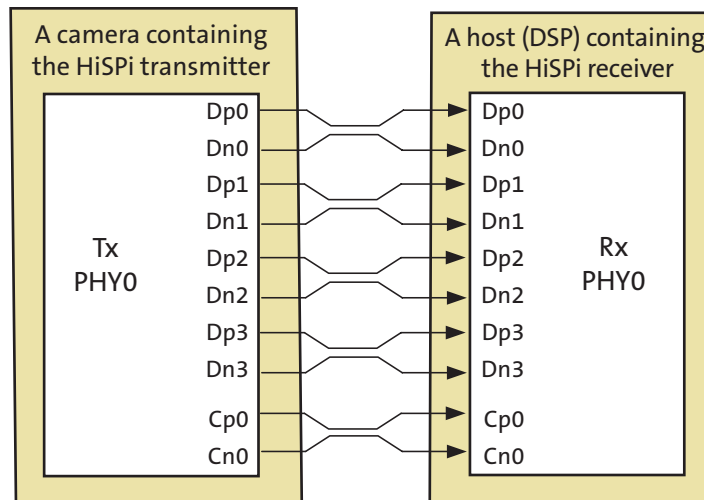 A camera containing
the HiSPi transmitter
A host (DSP) containing
the HiSPi receiver
Tx
PHY0
Dp0
Dn0
Dp1
Dn1
Dp2
Dn2
Dp3
Dn3
Cp0
Cn0
Dp0
Dn0
Dp1
Dn1
Dp2
Dn2
Dp3
Dn3
Cp0
Cn0
Rx
PHY0